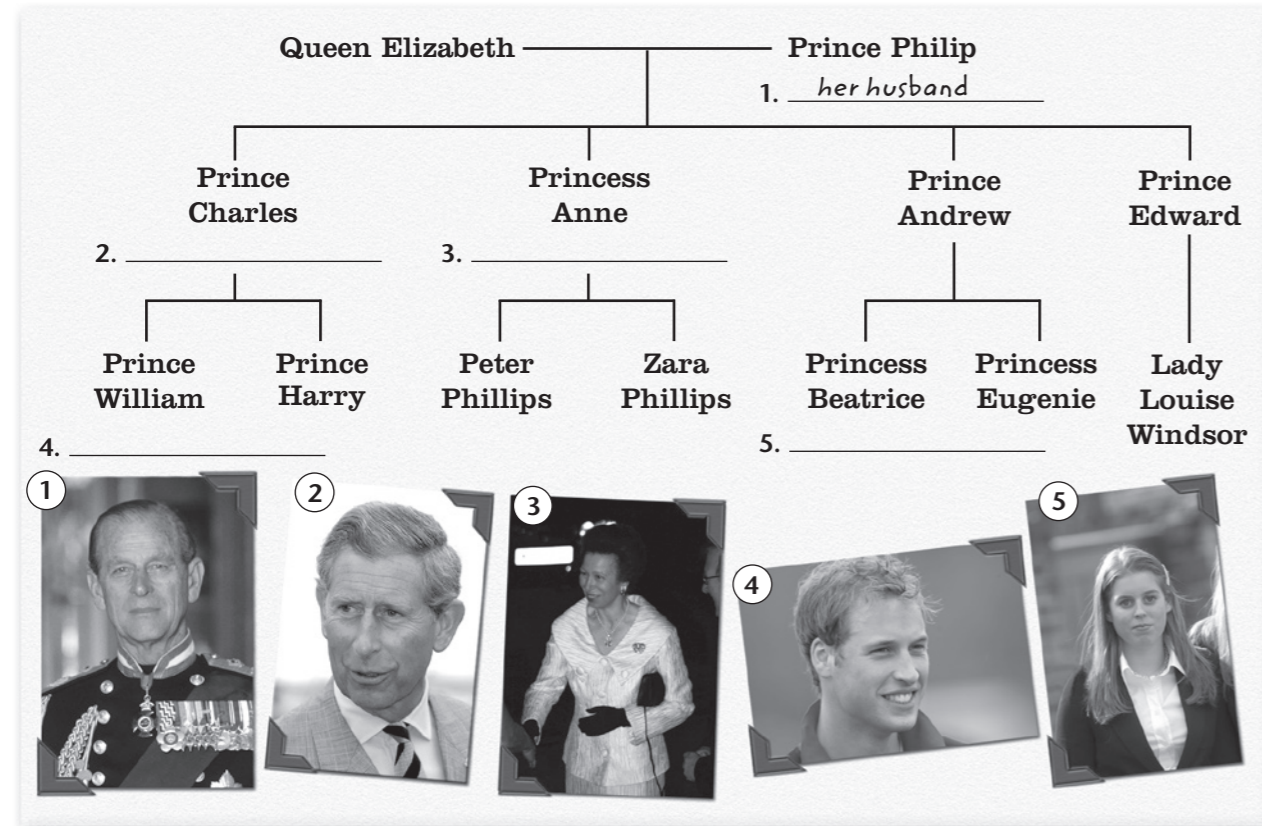 Queen Elizabeth Prince Philip
1. her husband
Prince Charles
Princess Anne
Prince Andrew
Prince Edward
2.
3.
Prince William
Prince Harry
Peter Phillips
Zara Phillips
Princess Beatrice
Princess Eugenie
Lady Louise Windsor
4.
5.
1
2
3
4
5